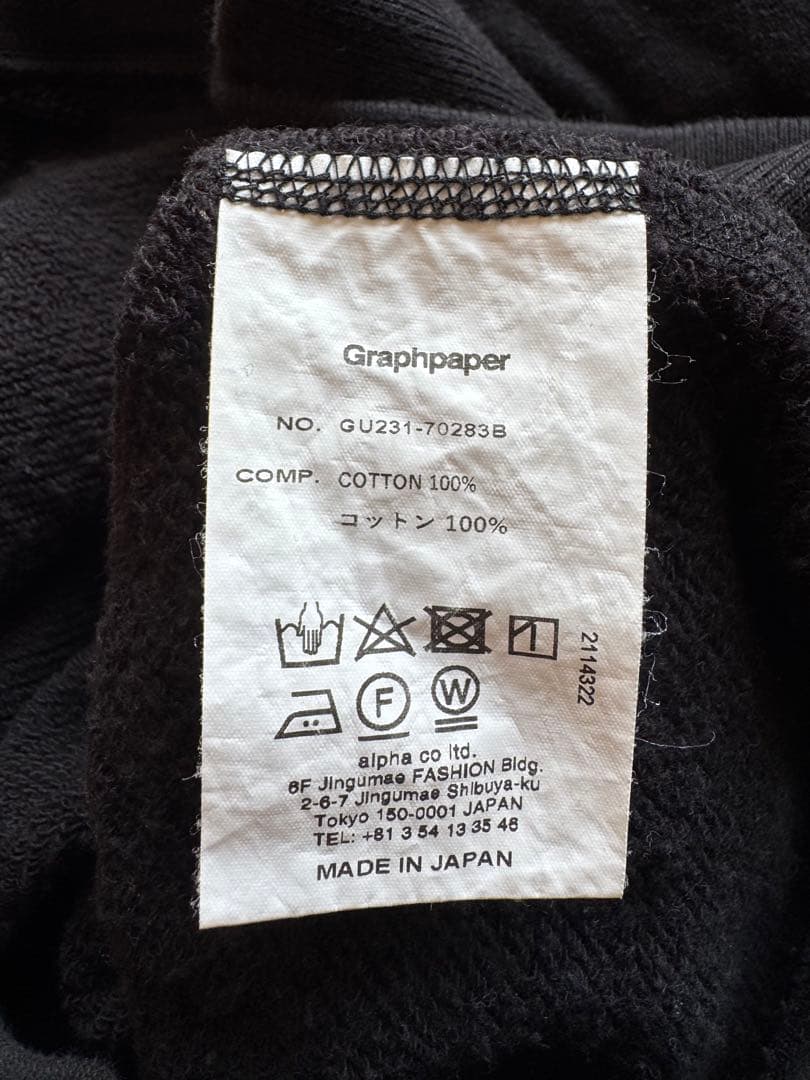 Graphpaper
NO. GU231-70283B
COMP. COTTON 100%
コットン 100%
2114322
F
W
alpha co ltd.
6F Jingumae FASHION Bldg.
2-6-7 Jingumae Shibuya-ku
Tokyo 150-0001 JAPAN
TEL: +81 3 54 13 35 46
MADE IN JAPAN